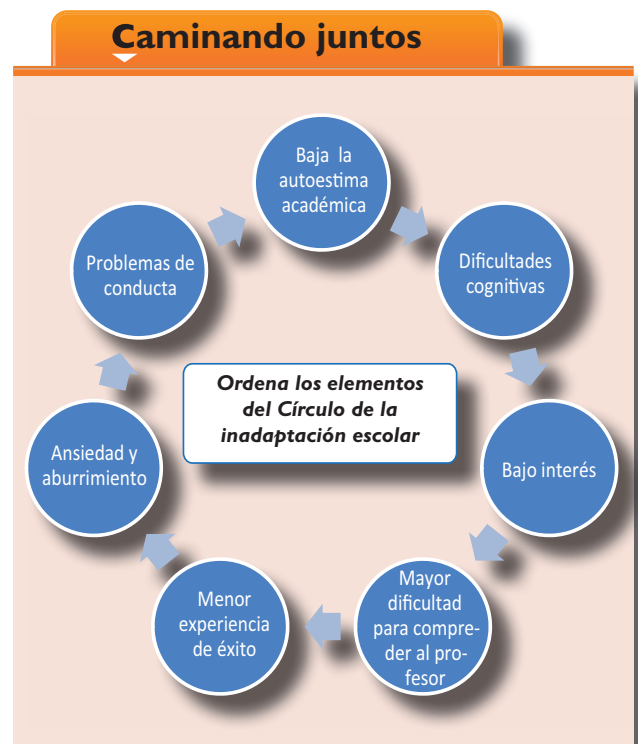 Caminando juntos
Baja la
autoestima
académica
Dificultades
cognitivas
Bajo interés
Mayor
dificultad
para compre-
der al pro-
fesor
Menor
experiencia
de éxito
Ansiedad y
aburrimiento
Problemas de
conducta
Ordena los elementos
del Círculo de la
inadaptación escolar